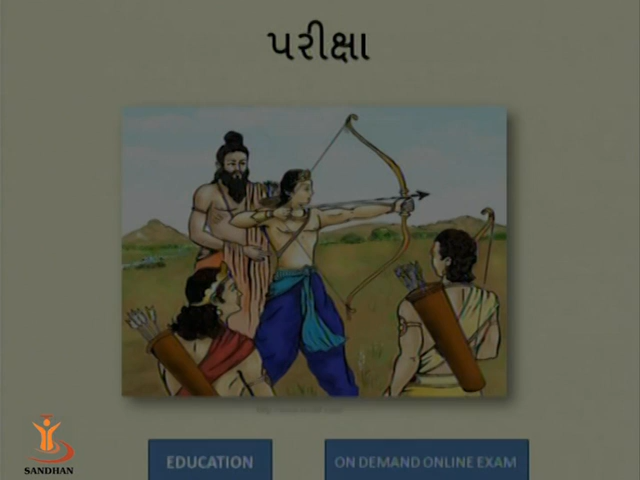 પરીક્ષા
SANDHAN
EDUCATION
ON DEMAND ONLINE EXAM